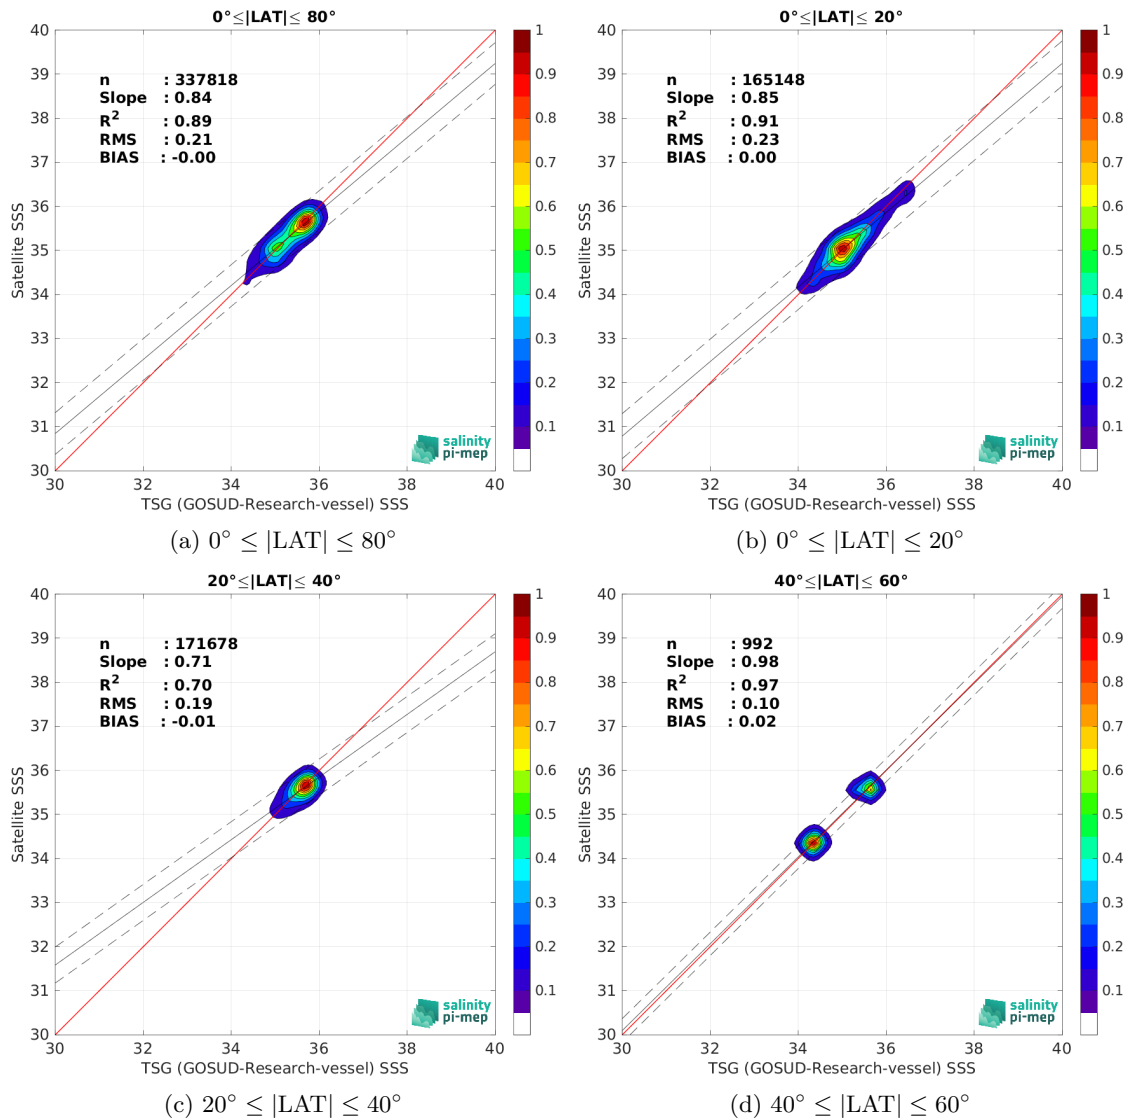 0°≤|LAT|≤ 80°
n : 337818
Slope : 0.84
R² : 0.89
RMS : 0.21
BIAS : -0.00
Satellite SSS
40
39
38
37
36
35
34
33
32
31
30
30 32 34 36 38 40
TSG (GOSUD-Research-vessel) SSS
1
0.9
0.8
0.7
0.6
0.5
0.4
0.3
0.2
0.1
salinity
pi-mep
(a) 0° ≤ |LAT| ≤ 80°
0°≤|LAT|≤ 20°
n : 165148
Slope : 0.85
R² : 0.91
RMS : 0.23
BIAS : 0.00
Satellite SSS
40
39
38
37
36
35
34
33
32
31
30
30 32 34 36 38 40
TSG (GOSUD-Research-vessel) SSS
1
0.9
0.8
0.7
0.6
0.5
0.4
0.3
0.2
0.1
salinity
pi-mep
(b) 0° ≤ |LAT| ≤ 20°
20°≤|LAT|≤ 40°
n : 171678
Slope : 0.71
R² : 0.70
RMS : 0.19
BIAS : -0.01
Satellite SSS
40
39
38
37
36
35
34
33
32
31
30
30 32 34 36 38 40
TSG (GOSUD-Research-vessel) SSS
1
0.9
0.8
0.7
0.6
0.5
0.4
0.3
0.2
0.1
salinity
pi-mep
(c) 20° ≤ |LAT| ≤ 40°
40°≤|LAT|≤ 60°
n : 992
Slope : 0.98
R² : 0.97
RMS : 0.10
BIAS : 0.02
Satellite SSS
40
39
38
37
36
35
34
33
32
31
30
30 32 34 36 38 40
TSG (GOSUD-Research-vessel) SSS
1
0.9
0.8
0.7
0.6
0.5
0.4
0.3
0.2
0.1
salinity
pi-mep
(d) 40° ≤ |LAT| ≤ 60°